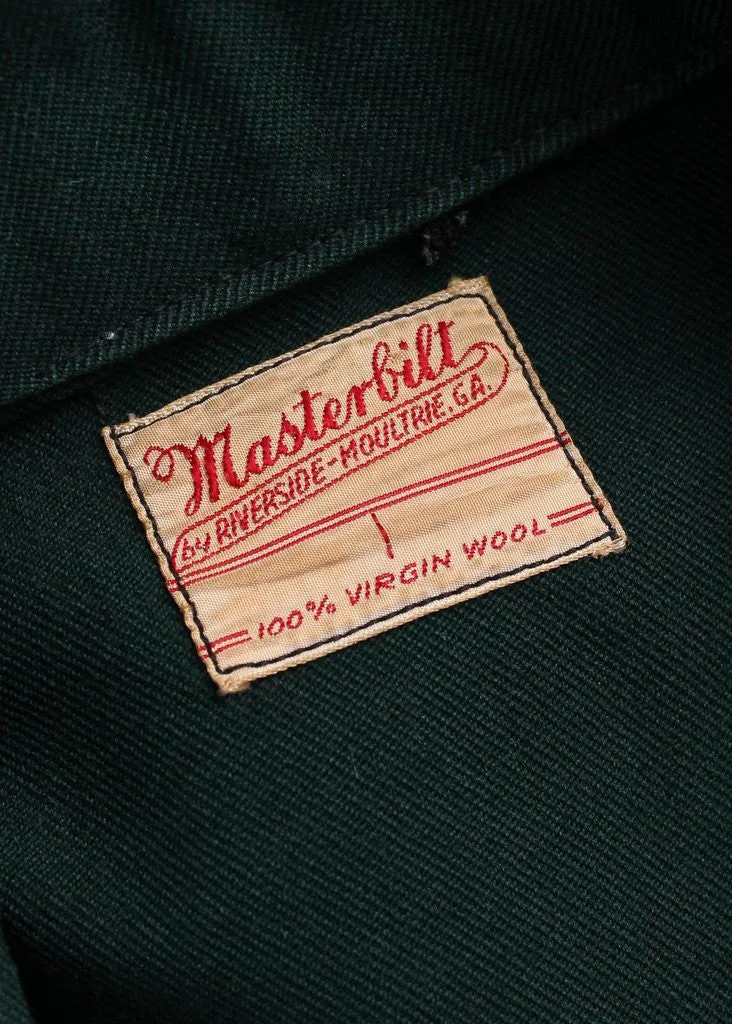 Masterbilt
by RIVERSIDE-MOULTRIE, GA.
100% VIRGIN WOOL